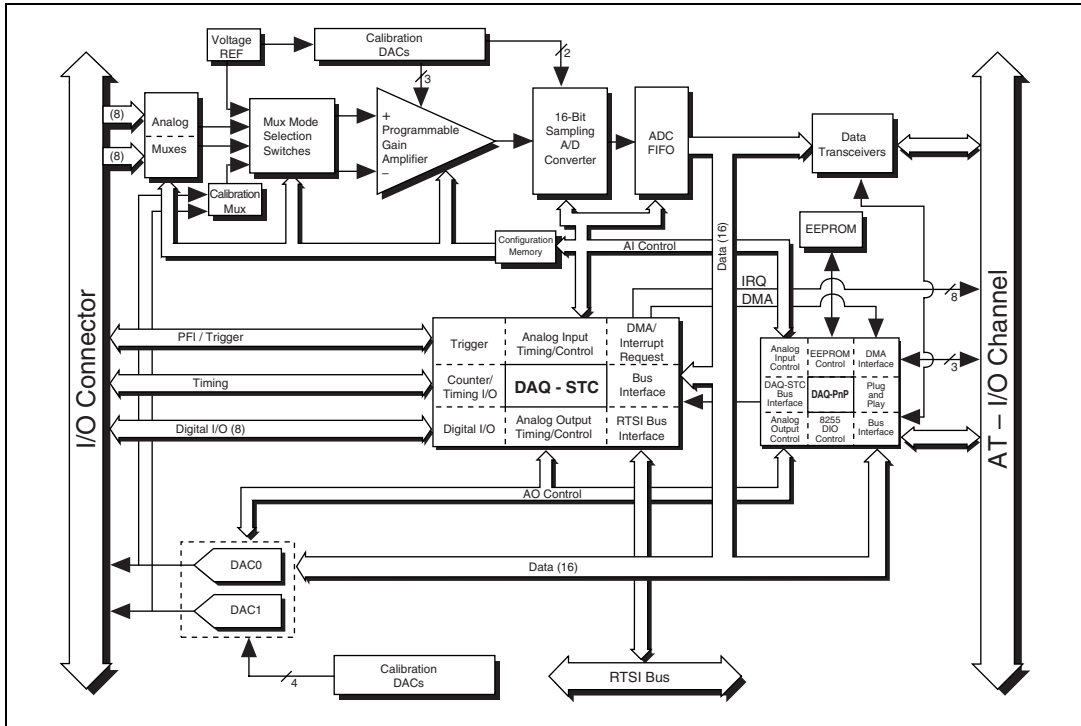 Voltage
REF
Calibration
DACs
2
3
(8)
(8)
Analog
Muxes
Mux Mode
Selection
Switches
+
Programmable
Gain
Amplifier
–
16-Bit
Sampling
A/D
Converter
ADC
FIFO
Data
Transceivers
Calibration
Mux
Configuration
Memory
AI Control
Data (16)
EEPROM
IRQ
DMA
8
I/O Connector
AT – I/O Channel
PFI / Trigger
Timing
Digital I/O (8)
Trigger
Analog Input
Timing/Control
DMA/
Interrupt
Request
Counter/
Timing I/O
DAQ - STC
Bus
Interface
Digital I/O
Analog Output
Timing/Control
RTSI Bus
Interface
Analog
Input
Control
EEPROM
Control
DMA
Interface
DAQ-STC
Bus
Interface
DAQ-PnP
Plug
and
Play
Analog
Output
Control
8255
DIO
Control
Bus
Interface
3
AO Control
DAC0
DAC1
Data (16)
4
Calibration
DACs
RTSI Bus